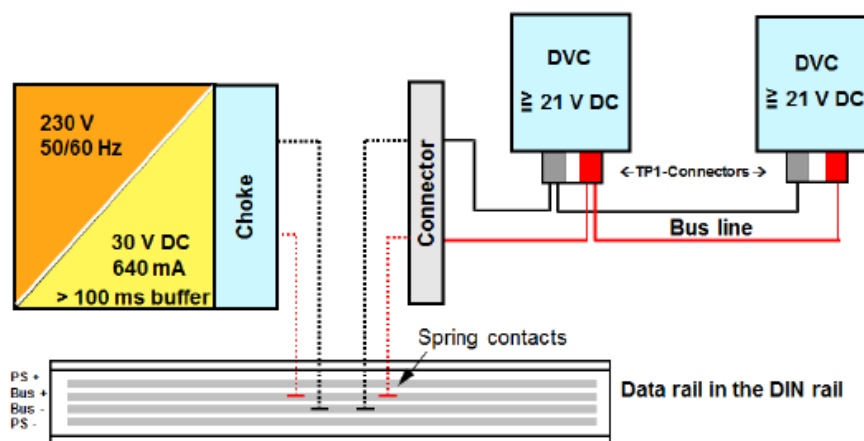 230 V
50/60 Hz
30 V DC
640 mA
> 100 ms buffer
Choke
Connector
DVC
≥ 21 V DC
DVC
≥ 21 V DC
←TP1-Connectors→
Bus line
Spring contacts
PS +
Bus +
Bus -
PS -
Data rail in the DIN rail